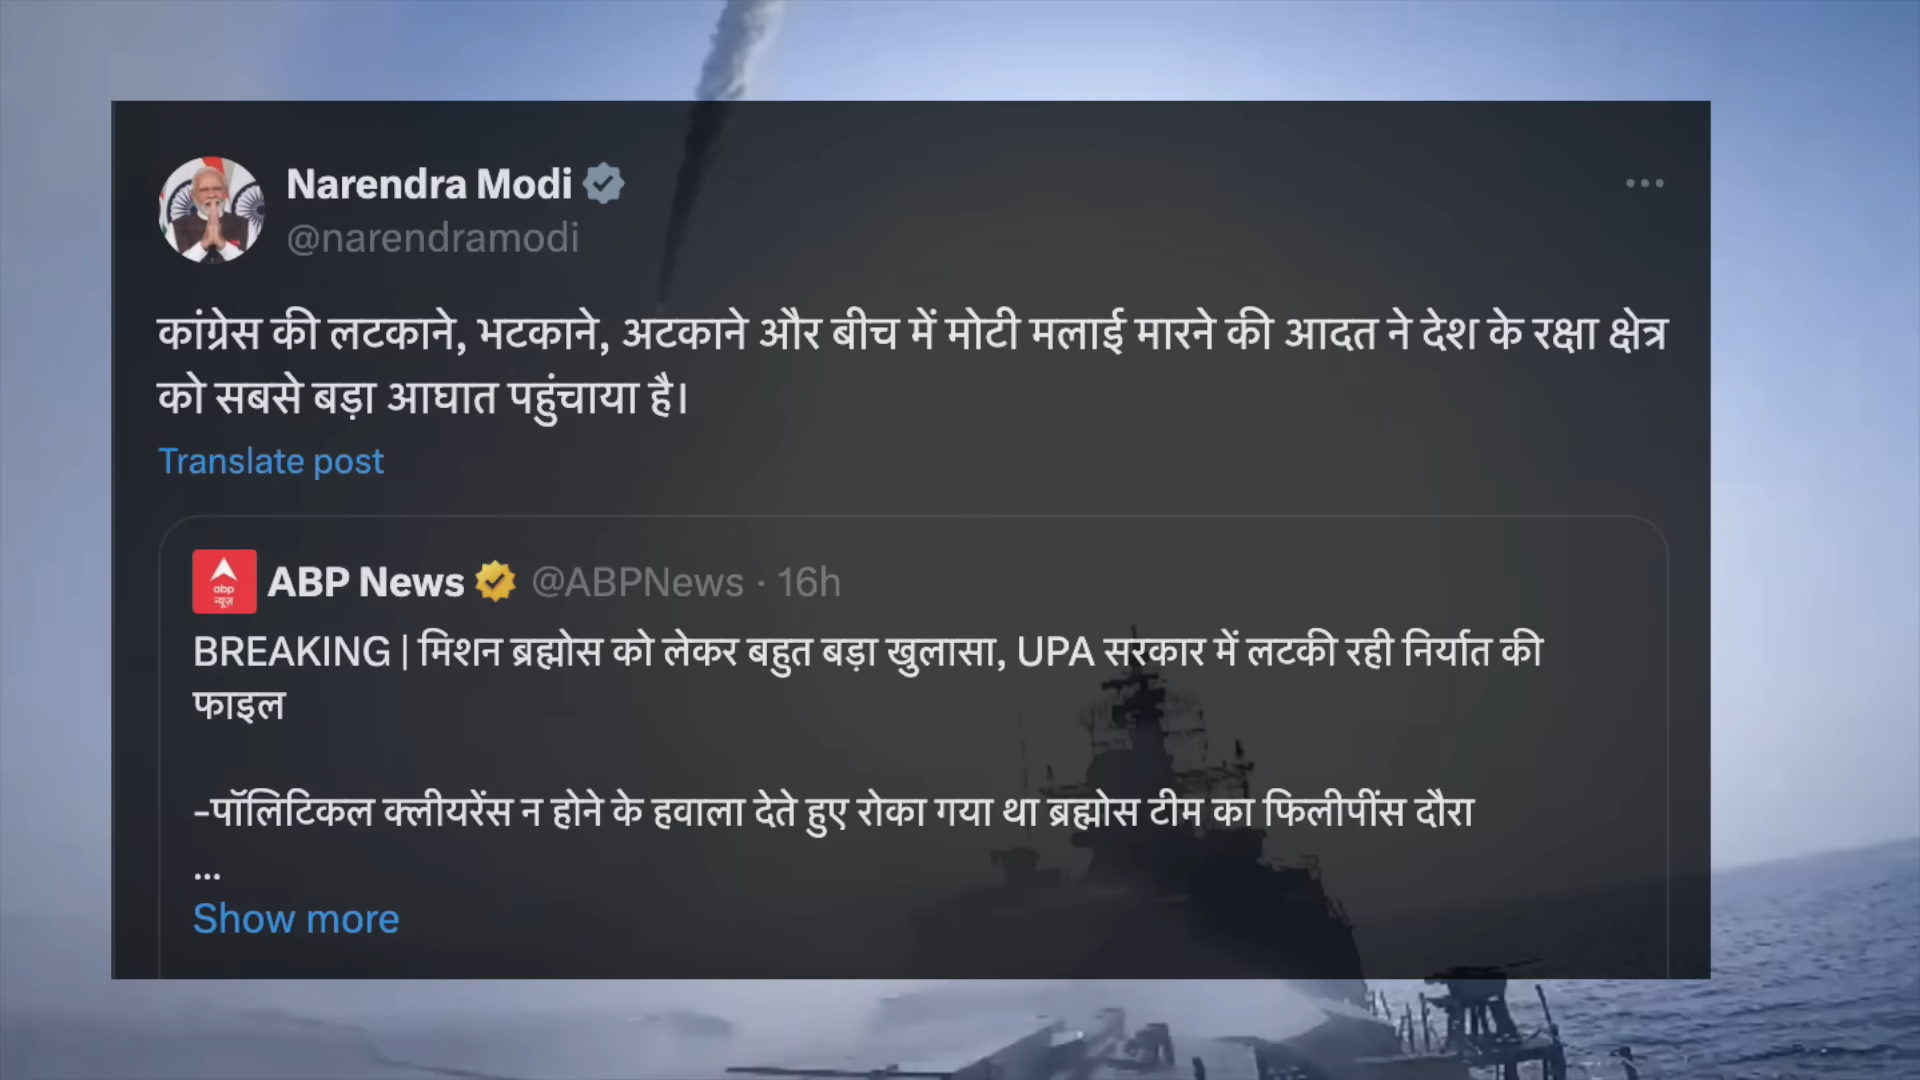 Narendra Modi
@narendramodi
कांग्रेस की लटकाने, भटकाने, अटकाने और बीच में मोटी मलाई मारने की आदत ने देश के रक्षा क्षेत्र
को सबसे बड़ा आघात पहुंचाया है।
Translate post
abp
न्यूज़
ABP News @ABPNews · 16h
BREAKING | मिशन ब्रह्मोस को लेकर बहुत बड़ा खुलासा, UPA सरकार में लटकी रही निर्यात की
फाइल
-पॉलिटिकल क्लीयरेंस न होने के हवाला देते हुए रोका गया था ब्रह्मोस टीम का फिलीपींस दौरा
...
Show more